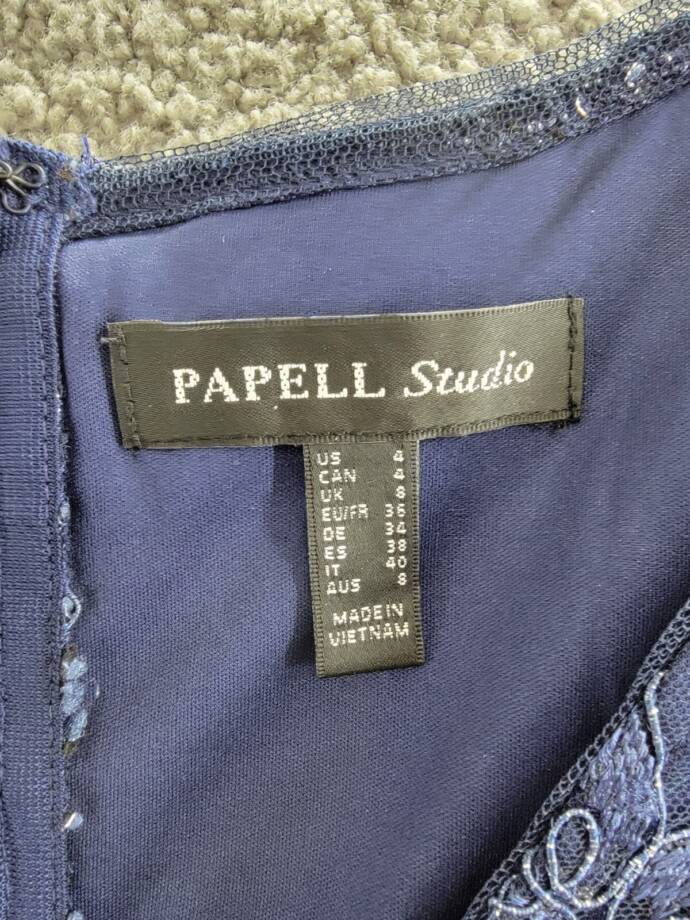 PAPELL Studio
US 4
CAN 4
UK 8
EU/FR 36
DE 34
ES 38
IT 40
AUS 8
MADE IN
VIETNAM